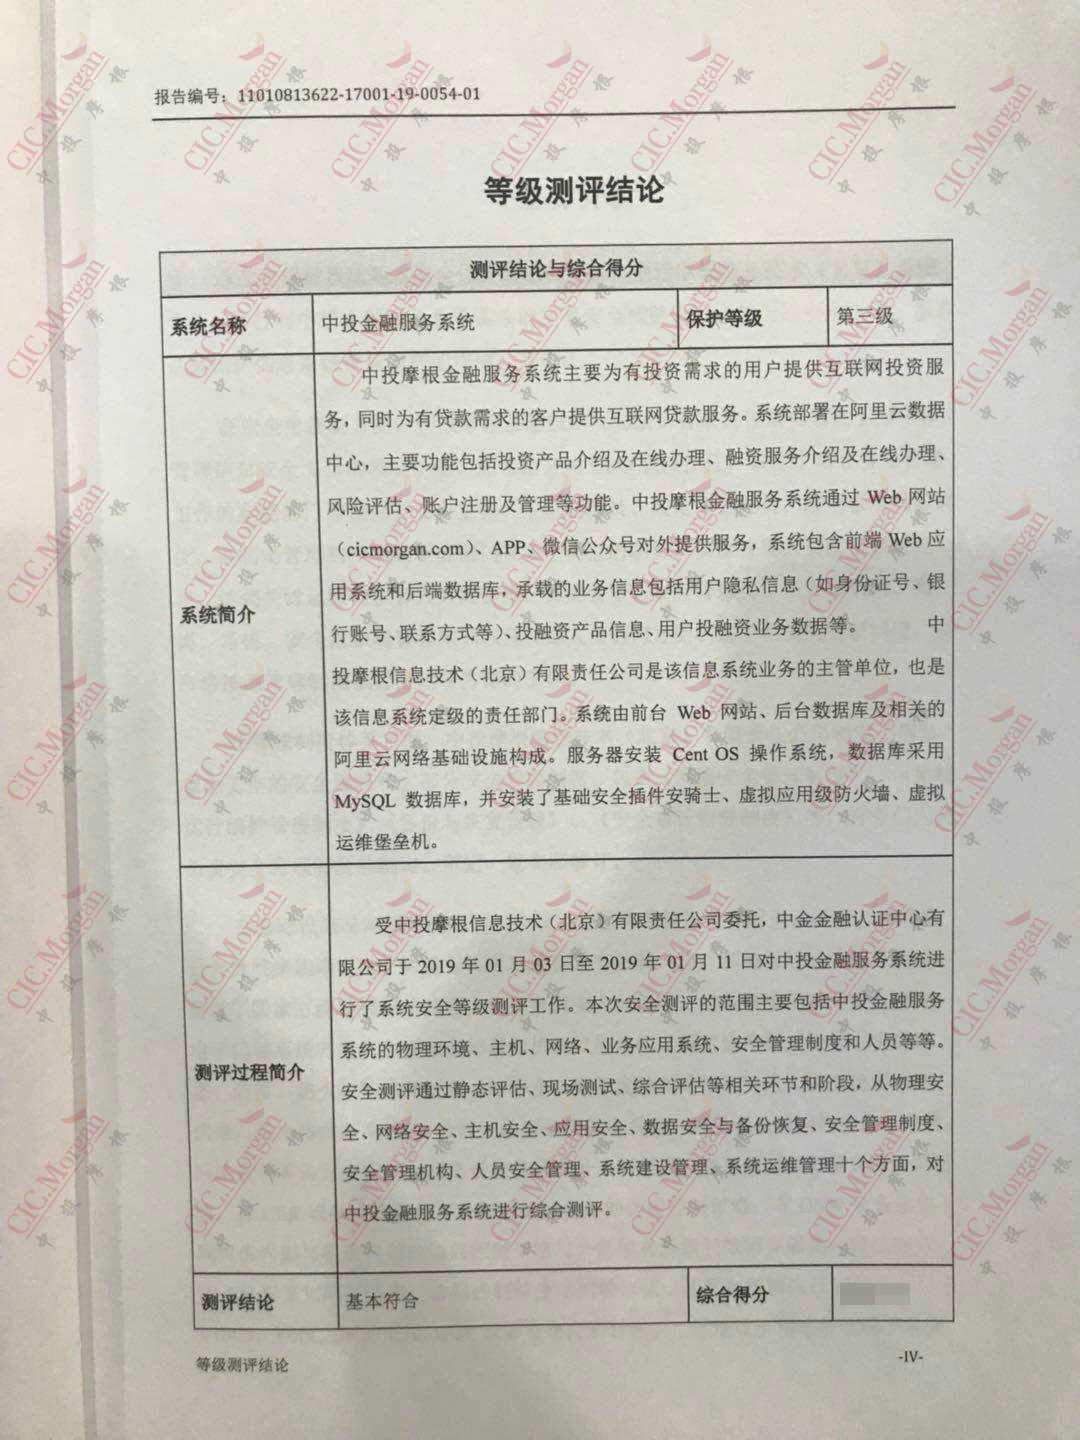 报告编号：11010813622-17001-19-0054-01
等级测评结论
测评结论与综合得分
系统名称 中投金融服务系统 保护等级 第三级
系统简介
中投摩根金融服务系统主要为有投资需求的用户提供互联网投资服
务，同时为有贷款需求的客户提供互联网贷款服务。系统部署在阿里云数据
中心，主要功能包括投资产品介绍及在线办理、融资服务介绍及在线办理、
风险评估、账户注册及管理等功能。中投摩根金融服务系统通过 Web 网站
（cicmorgan.com）、APP、微信公众号对外提供服务，系统包含前端 Web 应
用系统和后端数据库，承载的业务信息包括用户隐私信息（如身份证号、银
行账号、联系方式等）、投融资产品信息、用户投融资业务数据等。 中
投摩根信息技术（北京）有限责任公司是该信息系统业务的主管单位，也是
该信息系统定级的责任部门。系统由前台 Web 网站、后台数据库及相关的
阿里云网络基础设施构成。服务器安装 Cent OS 操作系统，数据库采用
MySQL 数据库，并安装了基础安全插件安骑士、虚拟应用级防火墙、虚拟
运维堡垒机。
测评过程简介
受中投摩根信息技术（北京）有限责任公司委托，中金金融认证中心有
限公司于 2019 年 01 月 03 日至 2019 年 01 月 11 日对中投金融服务系统进
行了系统安全等级测评工作。本次安全测评的范围主要包括中投金融服务
系统的物理环境、主机、网络、业务应用系统、安全管理制度和人员等等。
安全测评通过静态评估、现场测试、综合评估等相关环节和阶段，从物理安
全、网络安全、主机安全、应用安全、数据安全与备份恢复、安全管理制度、
安全管理机构、人员安全管理、系统建设管理、系统运维管理十个方面，对
中投金融服务系统进行综合测评。
测评结论 基本符合 综合得分
等级测评结论
-IV-
CIC.Morgan
中投摩根